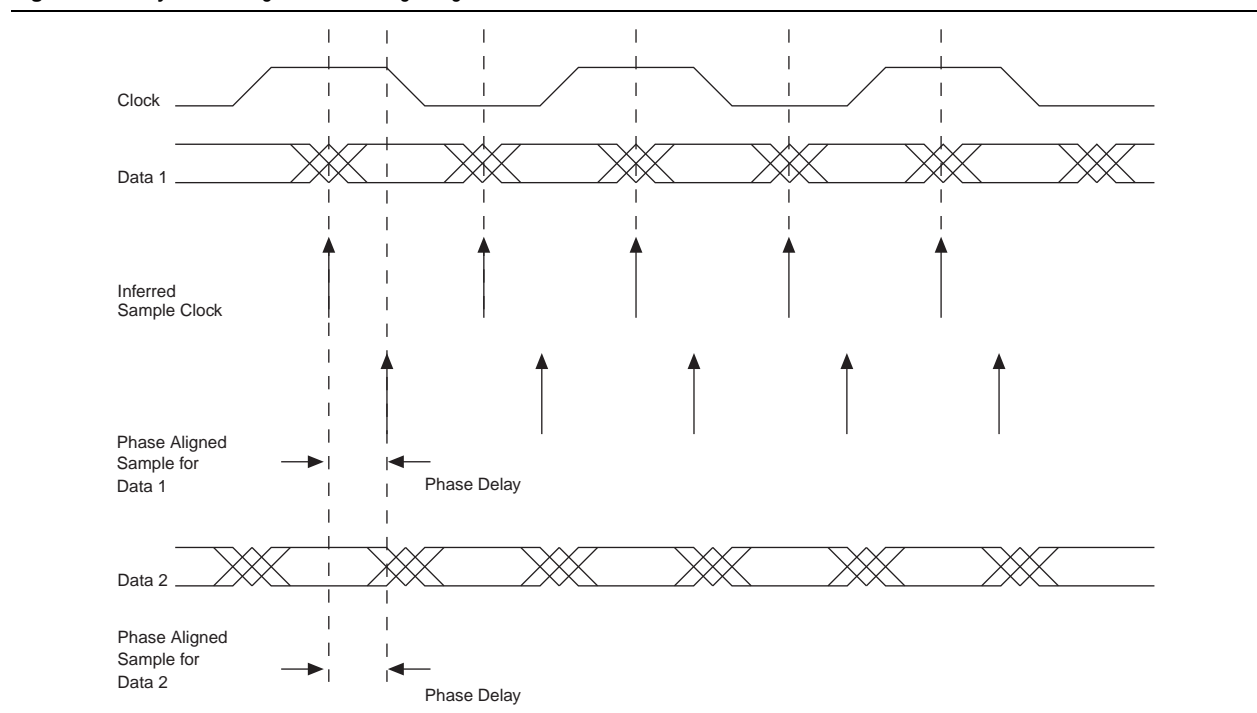 Clock
Data 1
Inferred
Sample Clock
Phase Aligned
Sample for
Data 1
Phase Delay
Data 2
Phase Aligned
Sample for
Data 2
Phase Delay